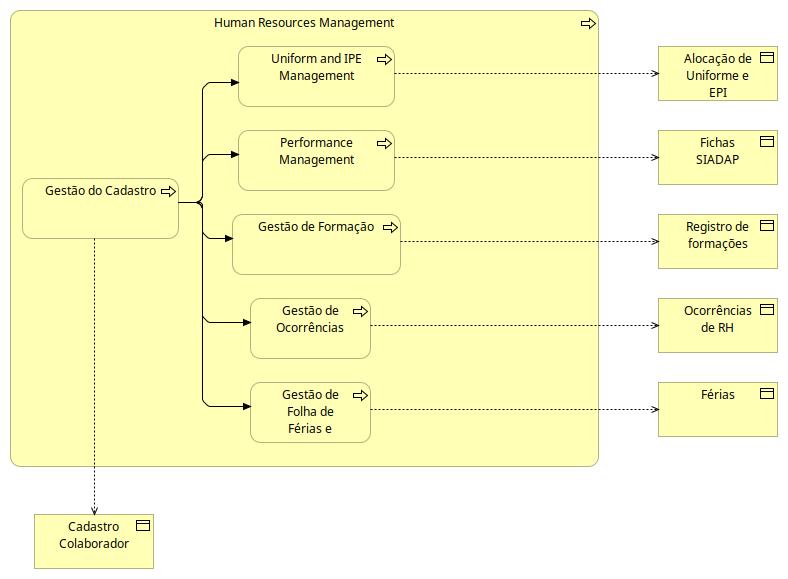 Human Resources Management
Uniform and IPE
Management
Alocação de
Uniforme e
EPI
Performance
Management
Fichas
SIADAP
Gestão do Cadastro
Gestão de Formação
Registro de
formações
Gestão de
Ocorrências
Ocorrências
de RH
Gestão de
Folha de
Férias e
Férias
Cadastro
Colaborador